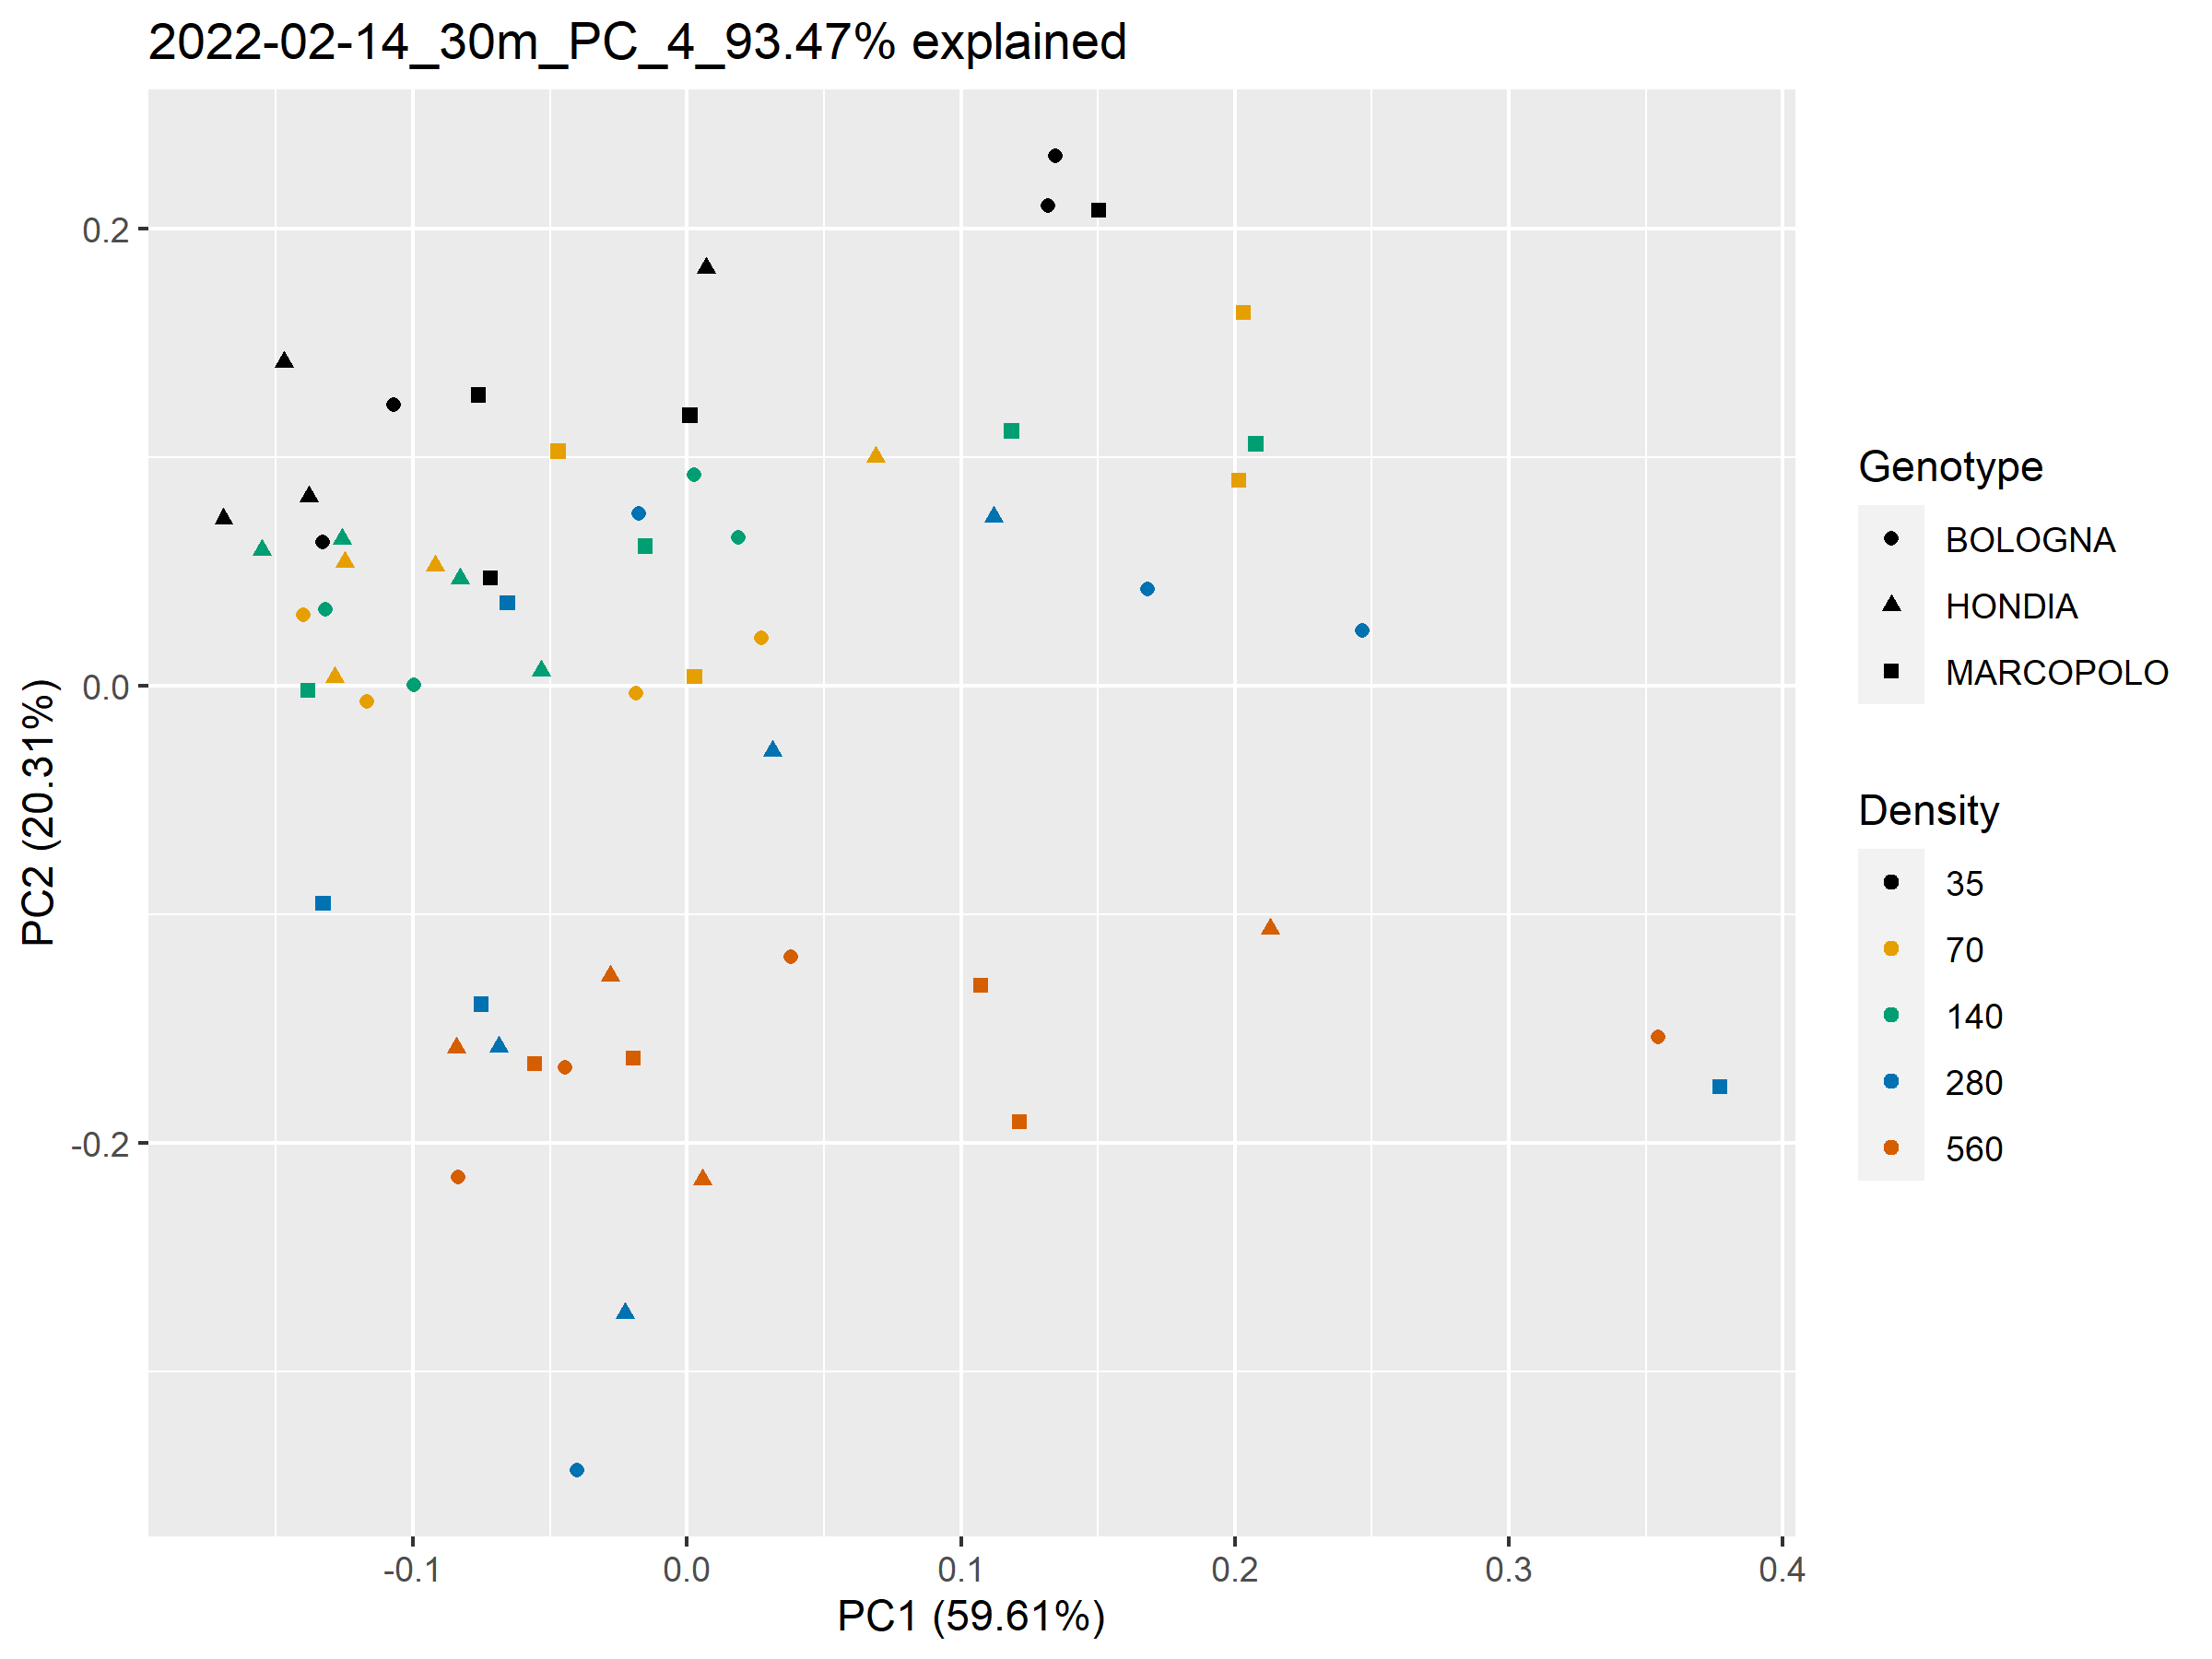 2022-02-14_30m_PC_4_93.47% explained
0.2
0.0
-0.2
PC2 (20.31%)
-0.1
0.0
0.1
0.2
0.3
0.4
PC1 (59.61%)
Genotype
BOLOGNA
HONDIA
MARCOPOLO
Density
35
70
140
280
560